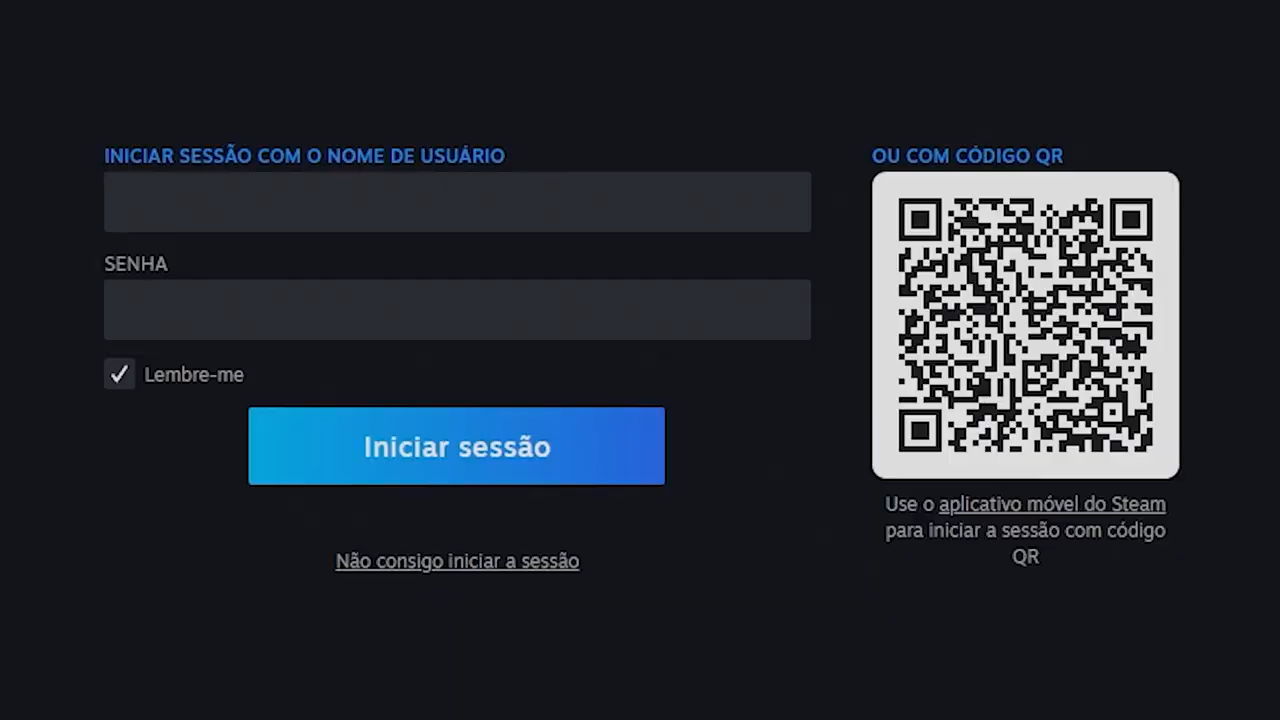 INICIAR SESSÃO COM O NOME DE USUÁRIO
SENHA
Lembre-me
Iniciar sessão
Não consigo iniciar a sessão
OU COM CÓDIGO QR
Use o aplicativo móvel do Steam
para iniciar a sessão com código
QR